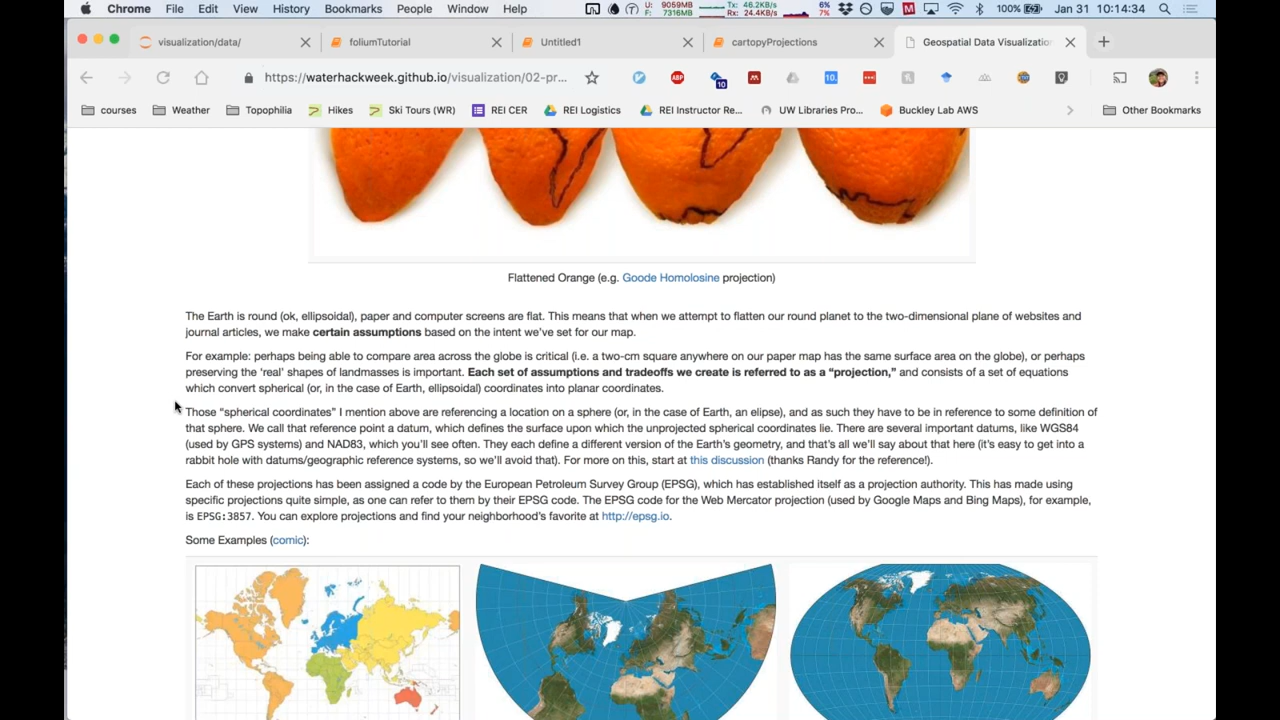 Chrome File Edit View History Bookmarks People Window Help U: 9059MB F: 7316MB Tx: 46.2KB/s Rx: 24.4KB/s 6% 7% 100% Jan 31 10:14:34
visualization/data/ foliumTutorial Untitled1 cartopyProjections Geospatial Data Visualization
https://waterhackweek.github.io/visualization/02-pr... ABP 10 M 10.
courses Weather Topophilia Hikes Ski Tours (WR) REI CER REI Logistics REI Instructor Re... UW Libraries Pro... Buckley Lab AWS Other Bookmarks
Flattened Orange (e.g. Goode Homolosine projection)
The Earth is round (ok, ellipsoidal), paper and computer screens are flat. This means that when we attempt to flatten our round planet to the two-dimensional plane of websites and
journal articles, we make certain assumptions based on the intent we've set for our map.
For example: perhaps being able to compare area across the globe is critical (i.e. a two-cm square anywhere on our paper map has the same surface area on the globe), or perhaps
preserving the 'real' shapes of landmasses is important. Each set of assumptions and tradeoffs we create is referred to as a "projection," and consists of a set of equations
which convert spherical (or, in the case of Earth, ellipsoidal) coordinates into planar coordinates.
Those "spherical coordinates" I mention above are referencing a location on a sphere (or, in the case of Earth, an elipse), and as such they have to be in reference to some definition of
that sphere. We call that reference point a datum, which defines the surface upon which the unprojected spherical coordinates lie. There are several important datums, like WGS84
(used by GPS systems) and NAD83, which you'll see often. They each define a different version of the Earth's geometry, and that's all we'll say about that here (it's easy to get into a
rabbit hole with datums/geographic reference systems, so we'll avoid that). For more on this, start at this discussion (thanks Randy for the reference!).
Each of these projections has been assigned a code by the European Petroleum Survey Group (EPSG), which has established itself as a projection authority. This has made using
specific projections quite simple, as one can refer to them by their EPSG code. The EPSG code for the Web Mercator projection (used by Google Maps and Bing Maps), for example,
is EPSG:3857. You can explore projections and find your neighborhood's favorite at http://epsg.io.
Some Examples (comic):